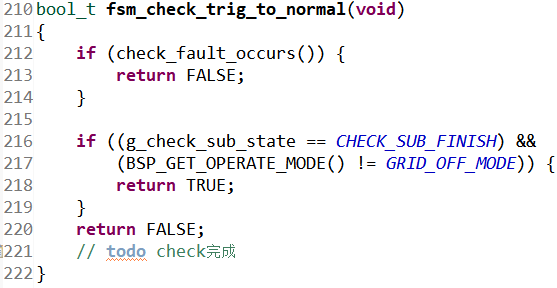 210 bool_t fsm_check_trig_to_normal(void)
211 {
212     if (check_fault_occurs()) {
213         return FALSE;
214     }
215
216     if ((g_check_sub_state == CHECK_SUB_FINISH) &&
217         (BSP_GET_OPERATE_MODE() != GRID_OFF_MODE)) {
218         return TRUE;
219     }
220     return FALSE;
221     // todo check完成
222 }